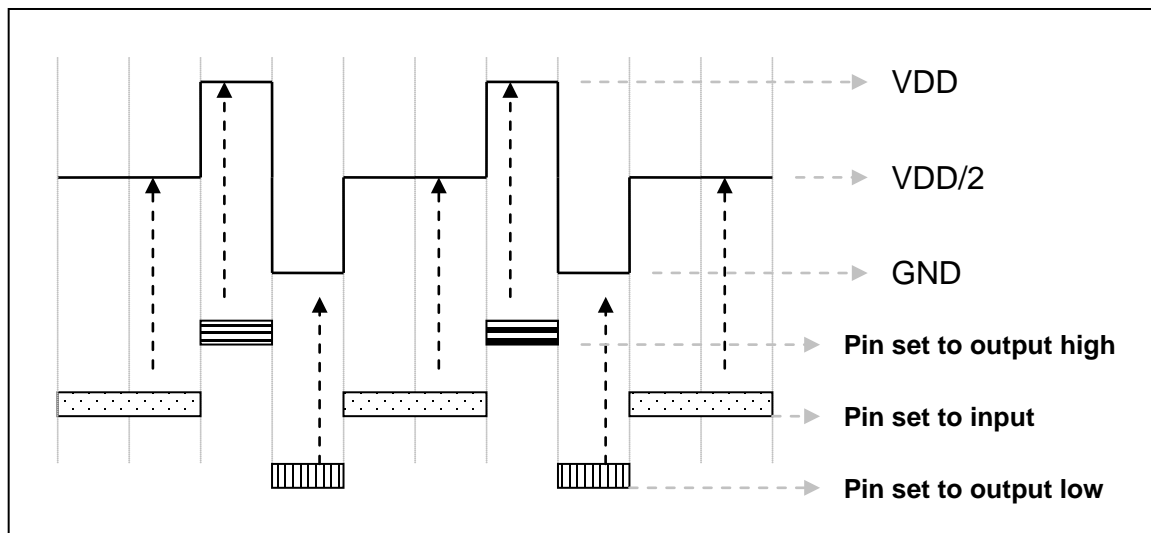 VDD
VDD/2
GND
Pin set to output high
Pin set to input
Pin set to output low